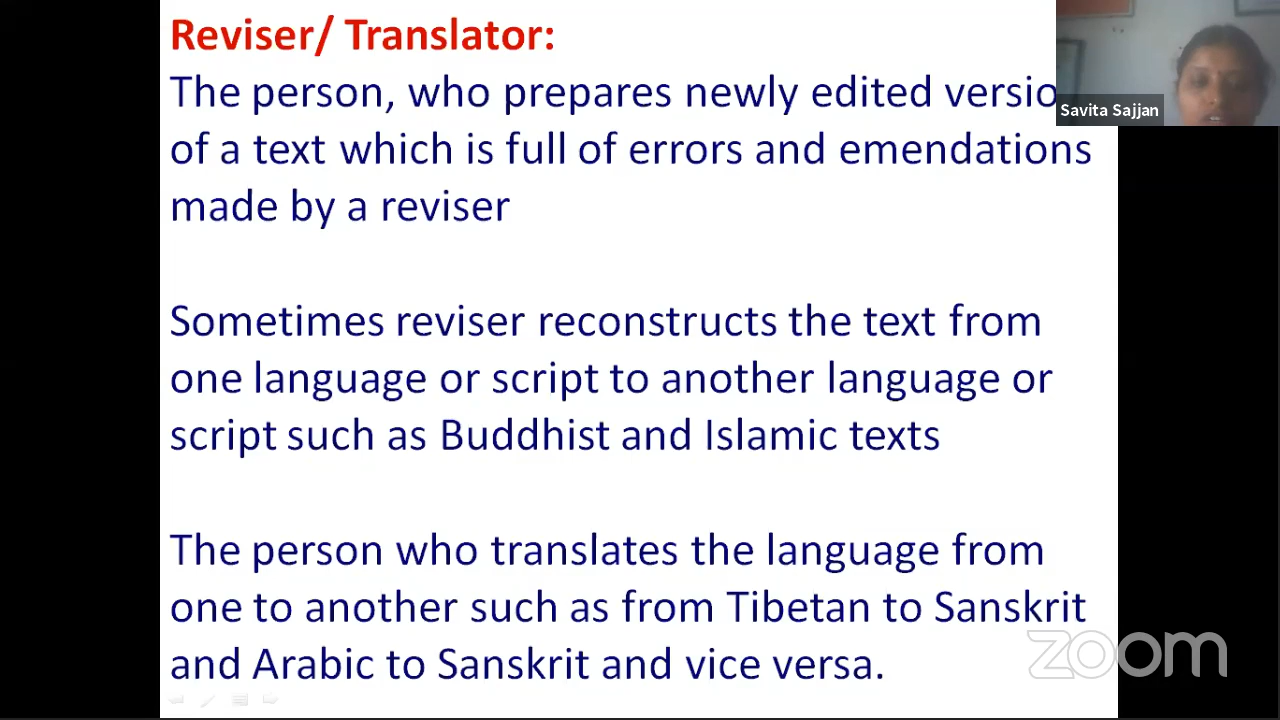 Reviser/ Translator:
The person, who prepares newly edited versio
of a text which is full of errors and emendations
made by a reviser
Sometimes reviser reconstructs the text from
one language or script to another language or
script such as Buddhist and Islamic texts
The person who translates the language from
one to another such as from Tibetan to Sanskrit
and Arabic to Sanskrit and vice versa.
Savita Sajjan
zoom